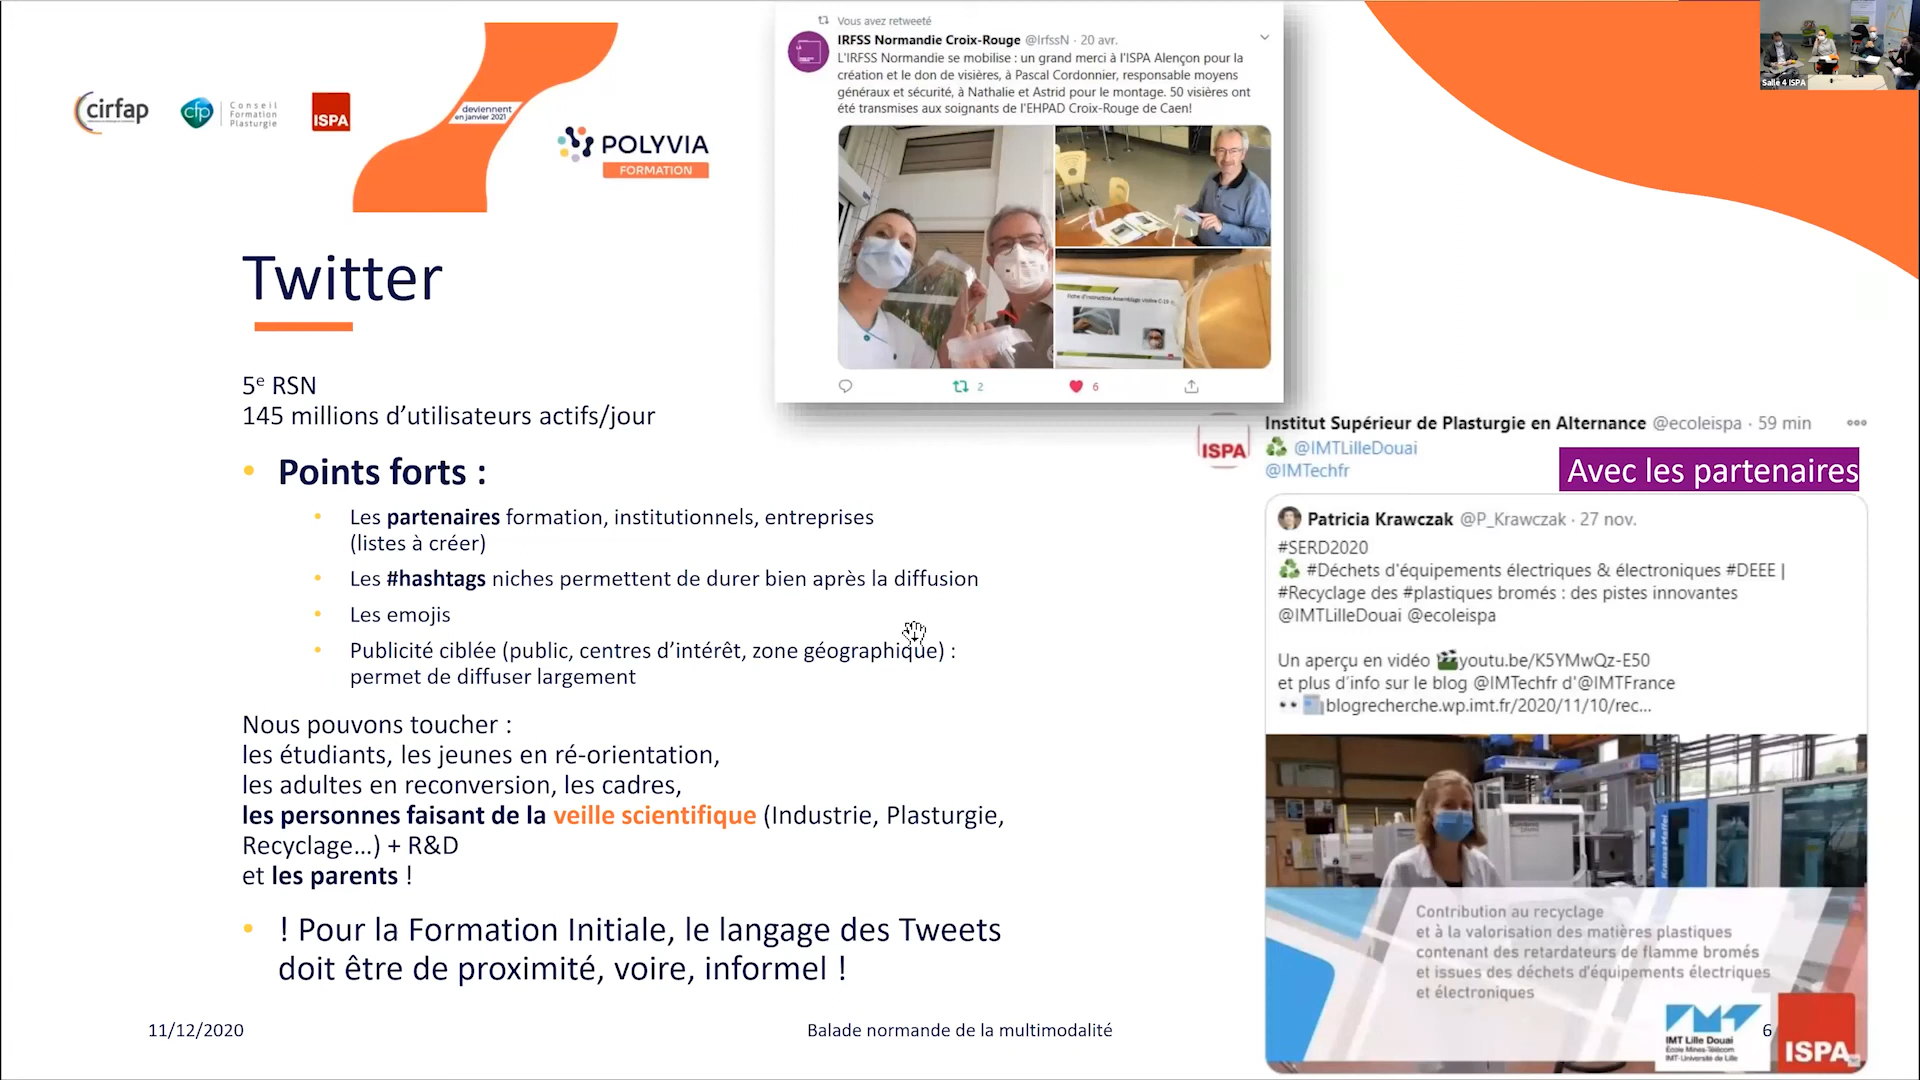 cirfap
cfp
Conseil
Formation
Plasturgie
ISPA
deviennent
en janvier 2021
POLYVIA
FORMATION
Vous avez retweeté
IRFSS Normandie Croix-Rouge @IrfssN · 20 avr.
L'IRFSS Normandie se mobilise : un grand merci à l'ISPA Alençon pour la
création et le don de visières, à Pascal Cordonnier, responsable moyens
généraux et sécurité, à Nathalie et Astrid pour le montage. 50 visières ont
été transmises aux soignants de l'EHPAD Croix-Rouge de Caen!
Fiche d'instruction Assemblage visière C-19
2
6
Salle 4 ISPA
Twitter
5e RSN
145 millions d’utilisateurs actifs/jour
• Points forts :
• Les partenaires formation, institutionnels, entreprises
(listes à créer)
• Les #hashtags niches permettent de durer bien après la diffusion
• Les emojis
• Publicité ciblée (public, centres d’intérêt, zone géographique) :
permet de diffuser largement
Nous pouvons toucher :
les étudiants, les jeunes en ré-orientation,
les adultes en reconversion, les cadres,
les personnes faisant de la veille scientifique (Industrie, Plasturgie,
Recyclage…) + R&D
et les parents !
• ! Pour la Formation Initiale, le langage des Tweets
doit être de proximité, voire, informel !
ISPA
Institut Supérieur de Plasturgie en Alternance @ecoleispa · 59 min
♻ @IMTLilleDouai
@IMTechfr
Avec les partenaires
Patricia Krawczak @P_Krawczak · 27 nov.
#SERD2020
♻ #Déchets d'équipements électriques & électroniques #DEEE |
#Recyclage des #plastiques bromés : des pistes innovantes
@IMTLilleDouai @ecoleispa
Un aperçu en vidéo 🎬youtu.be/K5YMwQz-E50
et plus d’info sur le blog @IMTechfr d'@IMTFrance
👀 📰blogrecherche.wp.imt.fr/2020/11/10/rec...
KraussMaffei
Contribution au recyclage
et à la valorisation des matières plastiques
contenant des retardateurs de flamme bromés
et issues des déchets d'équipements électriques
et électroniques
IMT
IMT Lille Douai
École Mines-Télécom
IMT-Université de Lille
ISPA
11/12/2020
Balade normande de la multimodalité
6